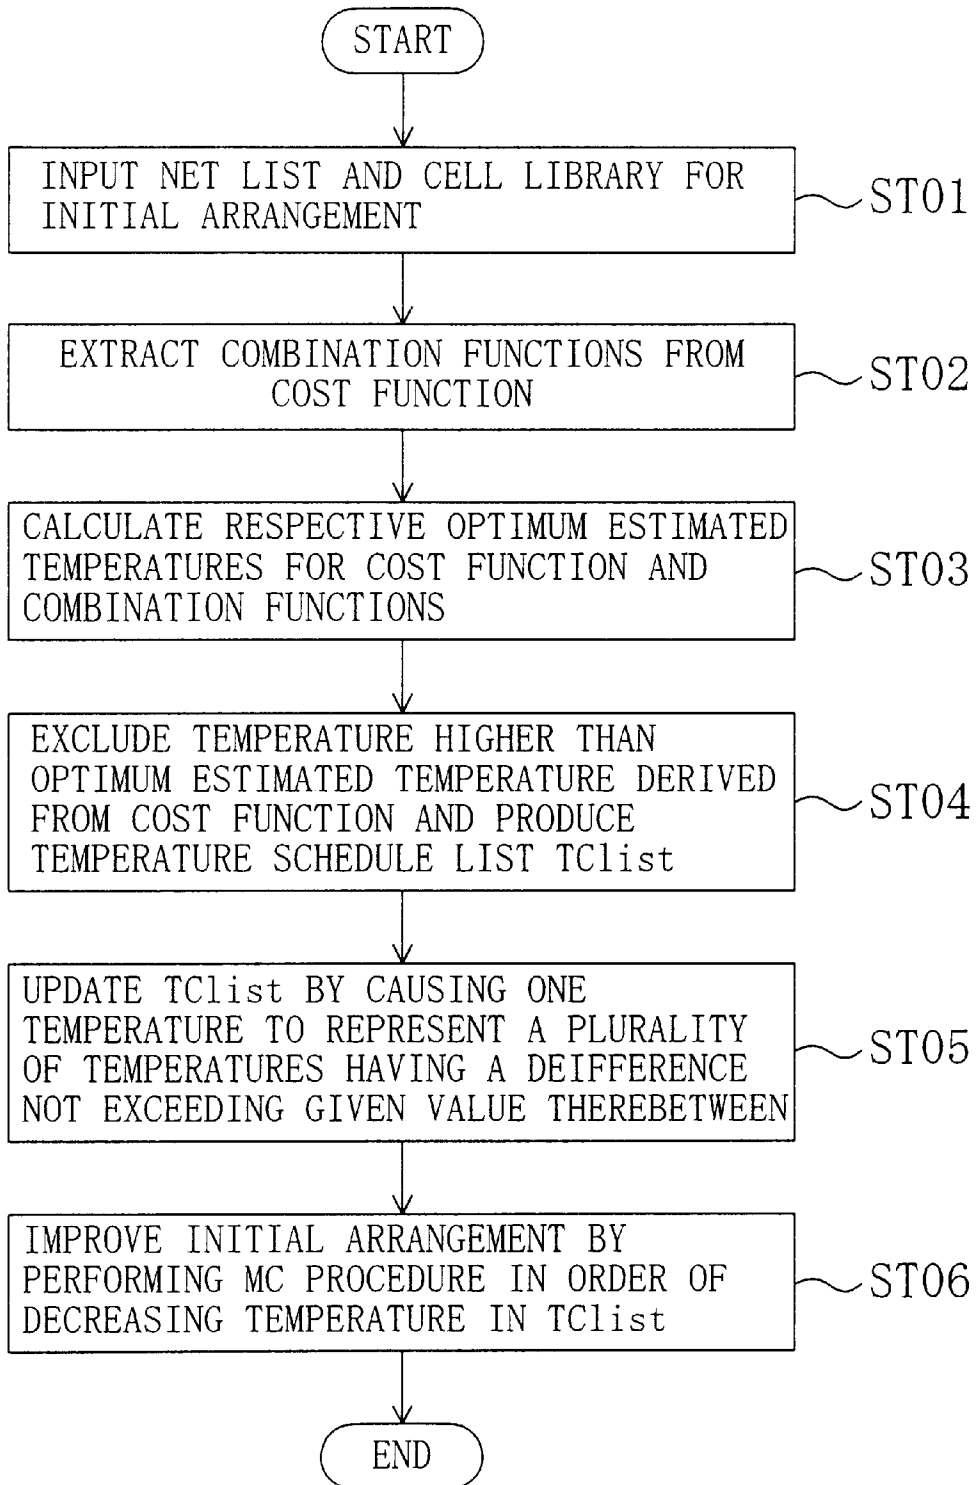 START
INPUT NET LIST AND CELL LIBRARY FOR
INITIAL ARRANGEMENT
ST01
EXTRACT COMBINATION FUNCTIONS FROM
COST FUNCTION
ST02
CALCULATE RESPECTIVE OPTIMUM ESTIMATED
TEMPERATURES FOR COST FUNCTION AND
COMBINATION FUNCTIONS
ST03
EXCLUDE TEMPERATURE HIGHER THAN
OPTIMUM ESTIMATED TEMPERATURE DERIVED
FROM COST FUNCTION AND PRODUCE
TEMPERATURE SCHEDULE LIST TClist
ST04
UPDATE TClist BY CAUSING ONE
TEMPERATURE TO REPRESENT A PLURALITY
OF TEMPERATURES HAVING A DEIFFERENCE
NOT EXCEEDING GIVEN VALUE THEREBETWEEN
ST05
IMPROVE INITIAL ARRANGEMENT BY
PERFORMING MC PROCEDURE IN ORDER OF
DECREASING TEMPERATURE IN TClist
ST06
END